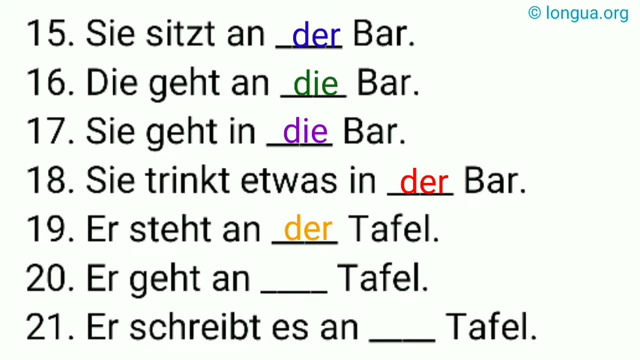 © longua.org
15. Sie sitzt an der Bar.
16. Die geht an die Bar.
17. Sie geht in die Bar.
18. Sie trinkt etwas in der Bar.
19. Er steht an der Tafel.
20. Er geht an ____ Tafel.
21. Er schreibt es an ____ Tafel.